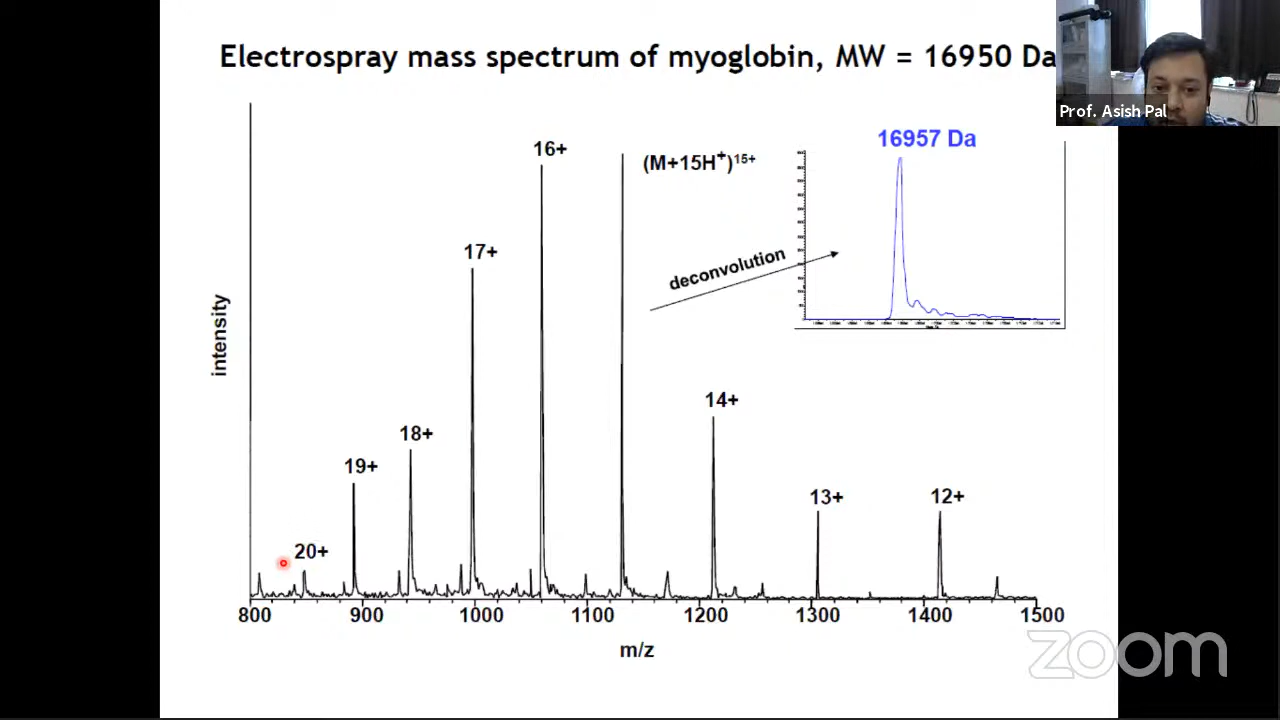 Electrospray mass spectrum of myoglobin, MW = 16950 Da
Prof. Asish Pal
16957 Da
16+
(M+15H+)15+
17+
deconvolution
intensity
14+
18+
19+
13+
12+
20+
800 900 1000 1100 1200 1300 1400 1500
m/z
zoom